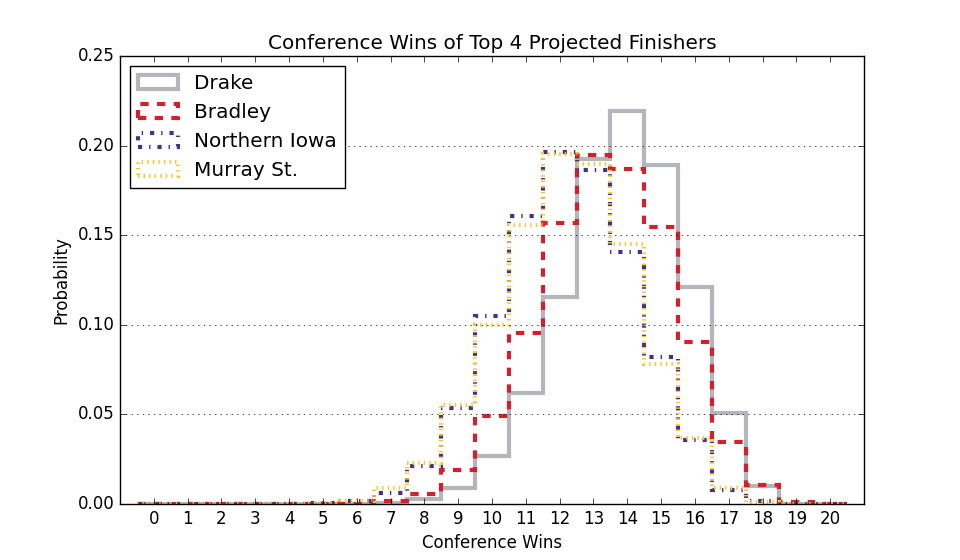 Conference Wins of Top 4 Projected Finishers
0.25
0.20
0.15
0.10
0.05
0.00
Probability
Drake
Bradley
Northern Iowa
Murray St.
0 1 2 3 4 5 6 7 8 9 10 11 12 13 14 15 16 17 18 19 20
Conference Wins